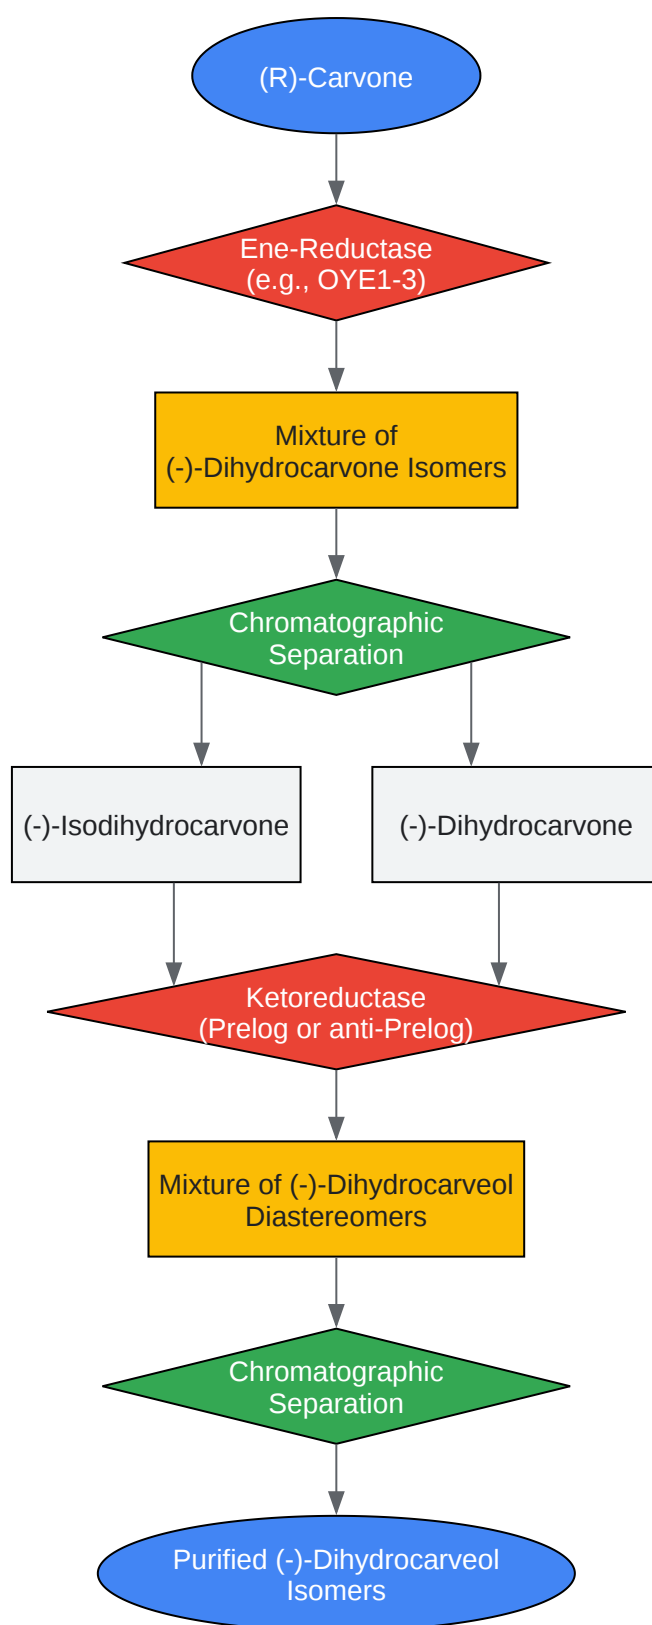 (R)-Carvone
Ene-Reductase
(e.g., OYE1-3)
Mixture of
(-)-Dihydrocarvone Isomers
Chromatographic
Separation
(-)-Isodihydrocarvone
(-)-Dihydrocarvone
Ketoreductase
(Prelog or anti-Prelog)
Mixture of (-)-Dihydrocarveol
Diastereomers
Chromatographic
Separation
Purified (-)-Dihydrocarveol
Isomers